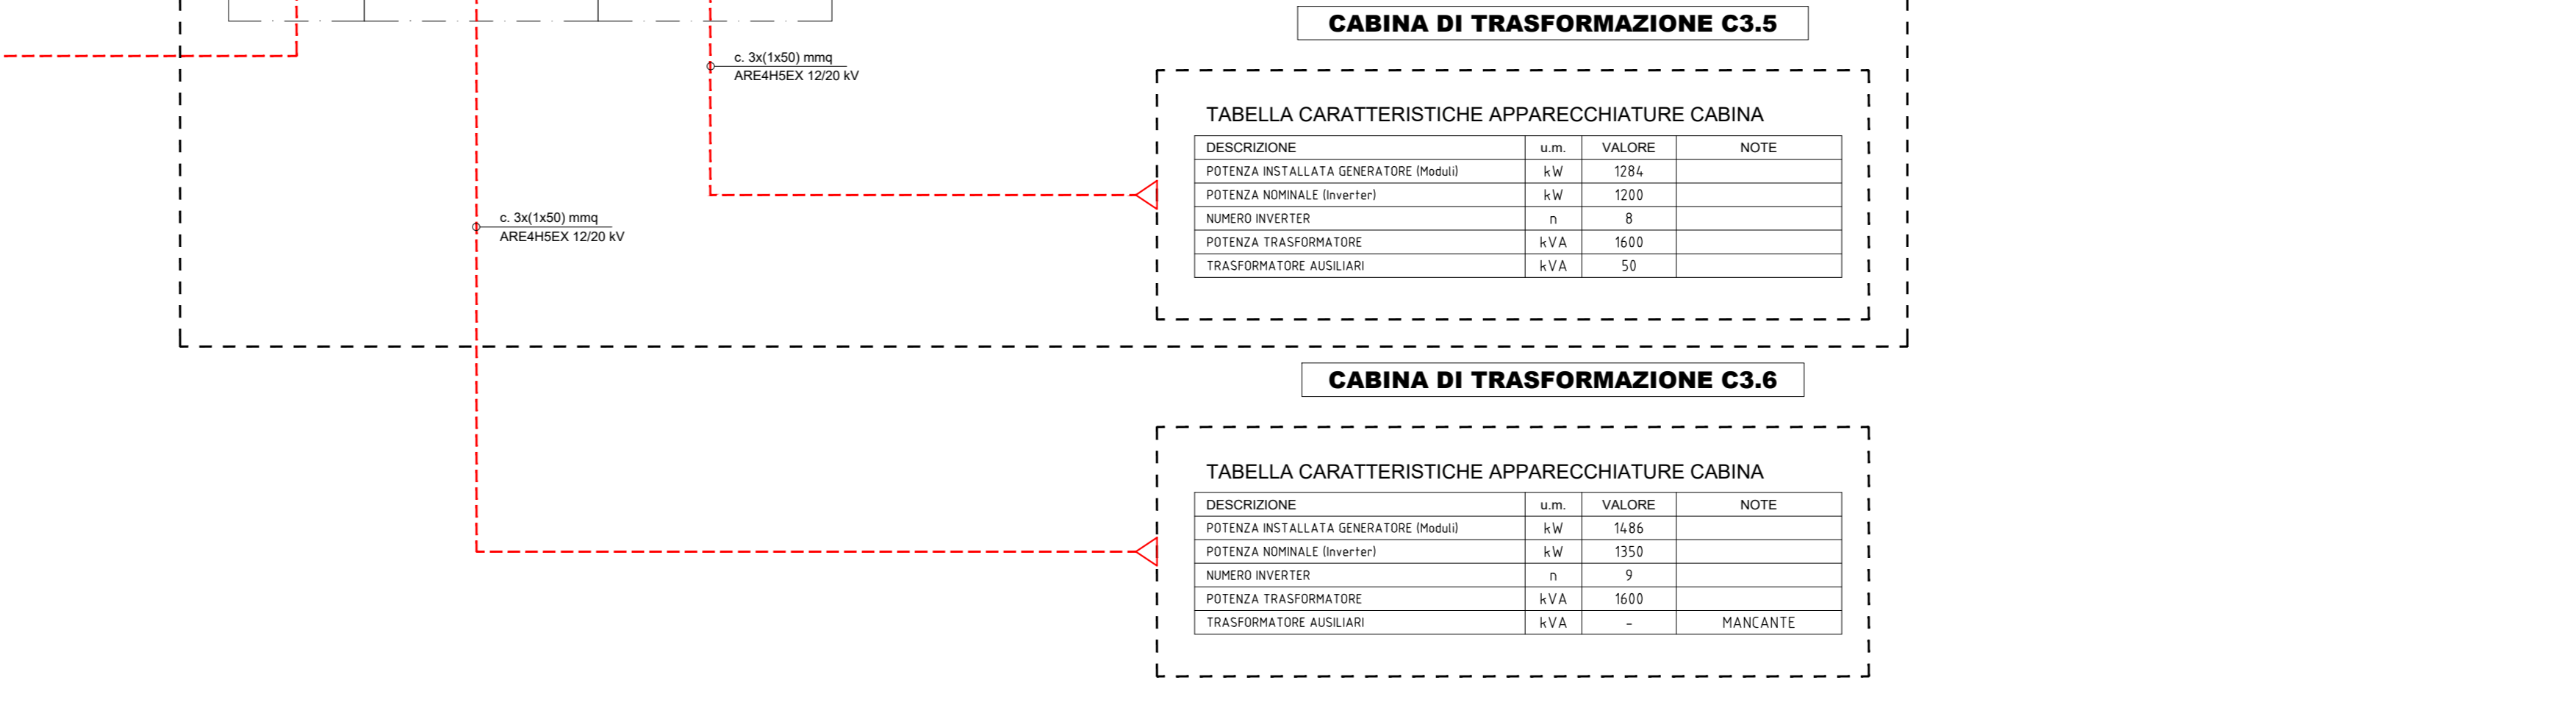 CABINA DI TRASFORMAZIONE C3.5
c. 3x(1x50) mmq
ARE4H5EX 12/20 kV
TABELLA CARATTERISTICHE APPARECCHIATURE CABINA
DESCRIZIONE u.m. VALORE NOTE
POTENZA INSTALLATA GENERATORE (Moduli) kW 1284
POTENZA NOMINALE (Inverter) kW 1200
NUMERO INVERTER n 8
POTENZA TRASFORMATORE kVA 1600
TRASFORMATORE AUSILIARI kVA 50
c. 3x(1x50) mmq
ARE4H5EX 12/20 kV
CABINA DI TRASFORMAZIONE C3.6
TABELLA CARATTERISTICHE APPARECCHIATURE CABINA
DESCRIZIONE u.m. VALORE NOTE
POTENZA INSTALLATA GENERATORE (Moduli) kW 1486
POTENZA NOMINALE (Inverter) kW 1350
NUMERO INVERTER n 9
POTENZA TRASFORMATORE kVA 1600
TRASFORMATORE AUSILIARI kVA - MANCANTE